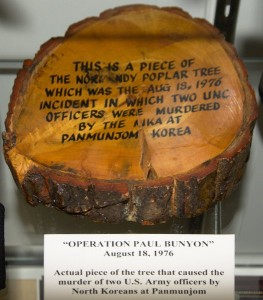 THIS IS A PIECE OF
THE NORMANDY POPLAR TREE
WHICH WAS THE AUG 18, 1976
INCIDENT IN WHICH TWO UNC
OFFICERS WERE MURDERED
BY THE NKA AT
PANMUNJOM KOREA
"OPERATION PAUL BUNYON"
August 18, 1976
Actual piece of the tree that caused the
murder of two U.S. Army officers by
North Koreans at Panmunjom